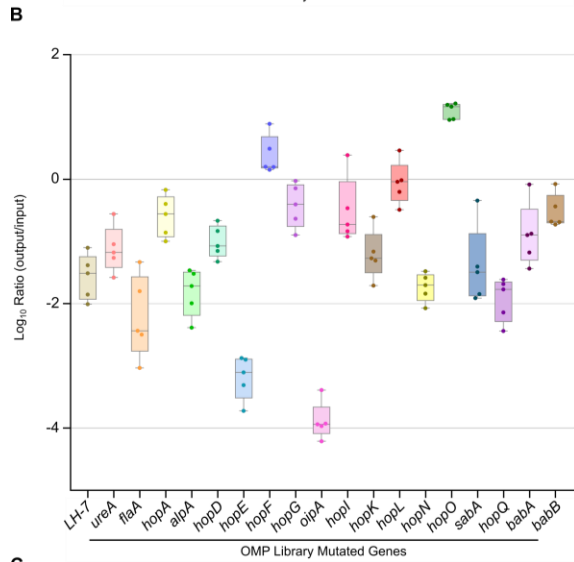 B
2
0
-2
-4
Log10 Ratio (output/input)
LH-7 ureA flaA hopA alpA hopD hopE hopF hopG oipA hopI hopK hopL hopN hopO sabA hopQ babA babB
OMP Library Mutated Genes